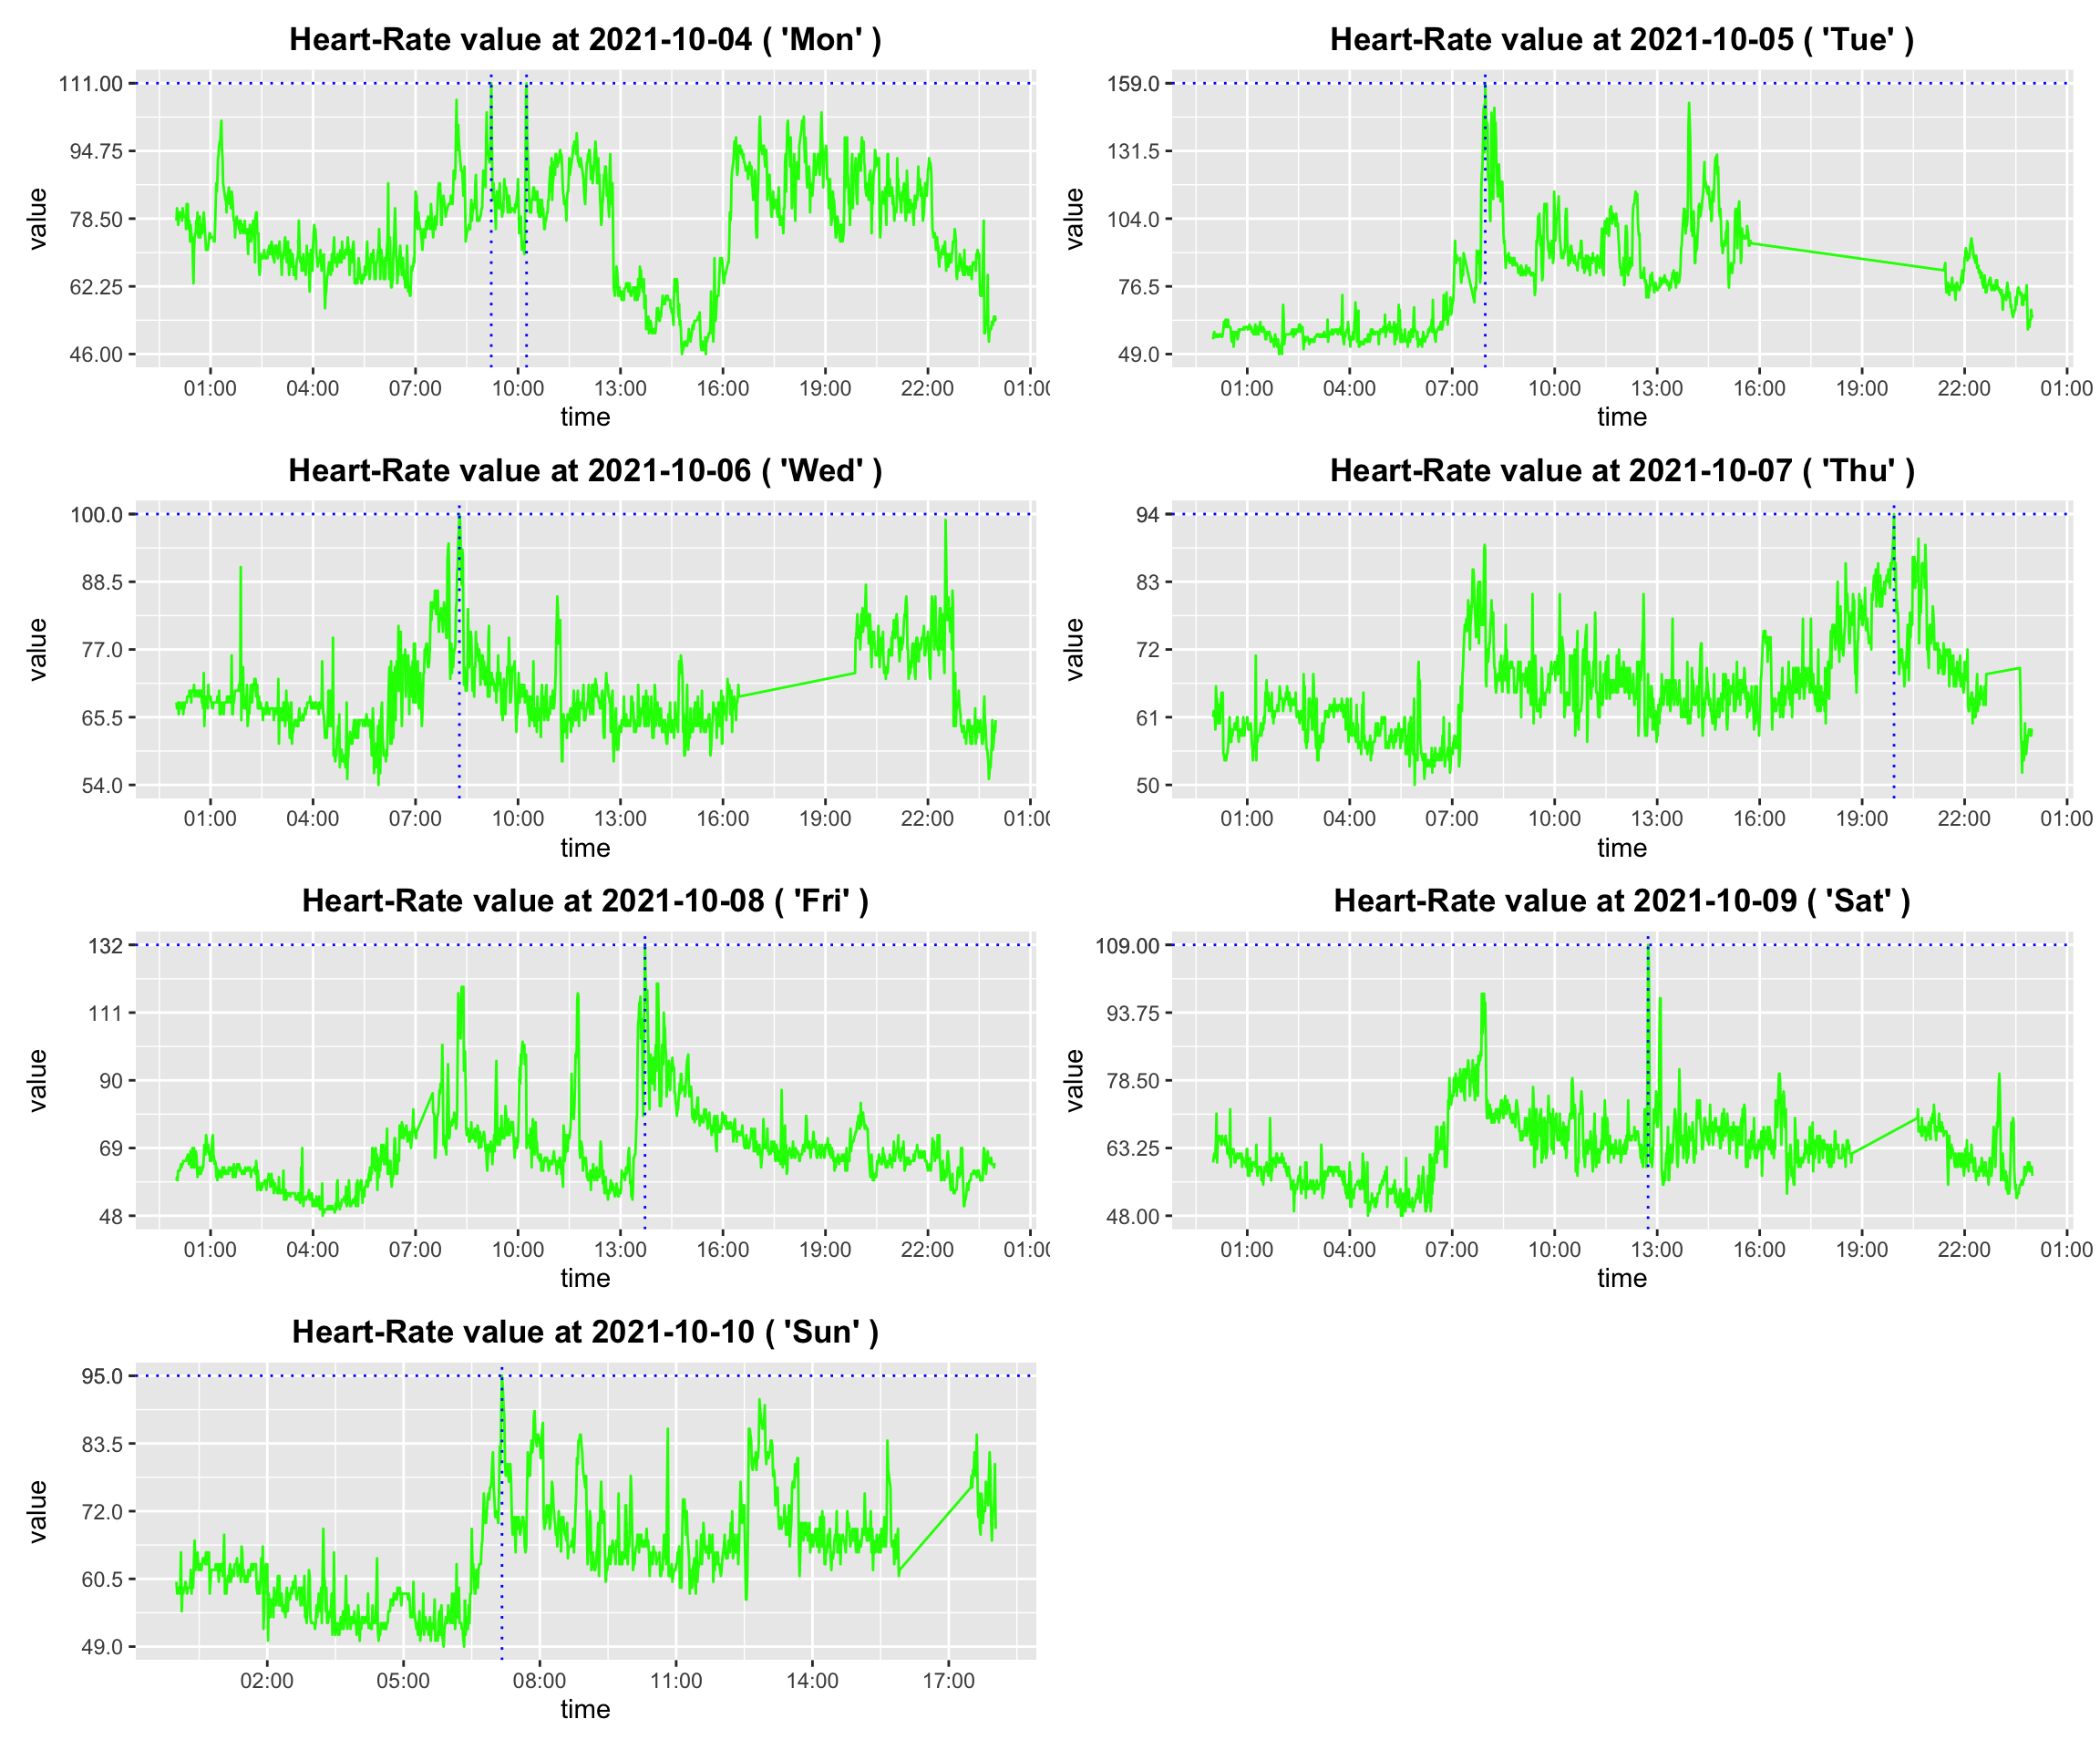 Heart-Rate value at 2021-10-04 ( 'Mon' )
111.00
94.75
78.50
62.25
46.00
value
01:00 04:00 07:00 10:00 13:00 16:00 19:00 22:00 01:00
time
Heart-Rate value at 2021-10-05 ( 'Tue' )
159.0
131.5
104.0
76.5
49.0
value
01:00 04:00 07:00 10:00 13:00 16:00 19:00 22:00 01:00
time
Heart-Rate value at 2021-10-06 ( 'Wed' )
100.0
88.5
77.0
65.5
54.0
value
01:00 04:00 07:00 10:00 13:00 16:00 19:00 22:00 01:00
time
Heart-Rate value at 2021-10-07 ( 'Thu' )
94
83
72
61
50
value
01:00 04:00 07:00 10:00 13:00 16:00 19:00 22:00 01:00
time
Heart-Rate value at 2021-10-08 ( 'Fri' )
132
111
90
69
48
value
01:00 04:00 07:00 10:00 13:00 16:00 19:00 22:00 01:00
time
Heart-Rate value at 2021-10-09 ( 'Sat' )
109.00
93.75
78.50
63.25
48.00
value
01:00 04:00 07:00 10:00 13:00 16:00 19:00 22:00 01:00
time
Heart-Rate value at 2021-10-10 ( 'Sun' )
95.0
83.5
72.0
60.5
49.0
value
02:00 05:00 08:00 11:00 14:00 17:00
time